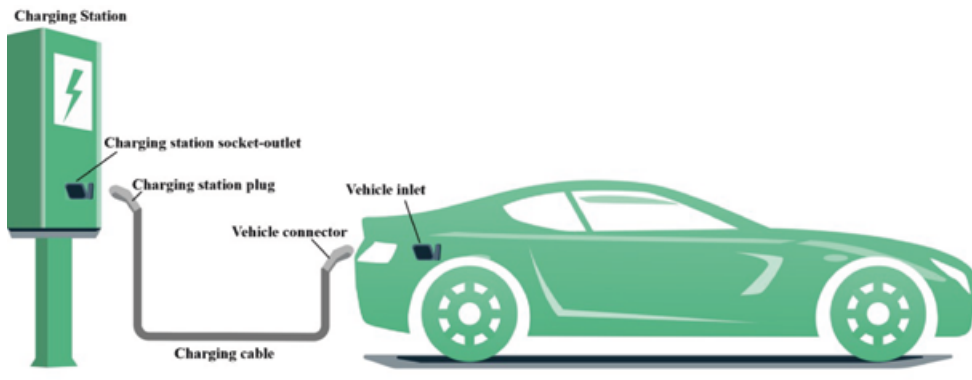 Charging Station
Charging station socket-outlet
Charging station plug
Vehicle inlet
Vehicle connector
Charging cable